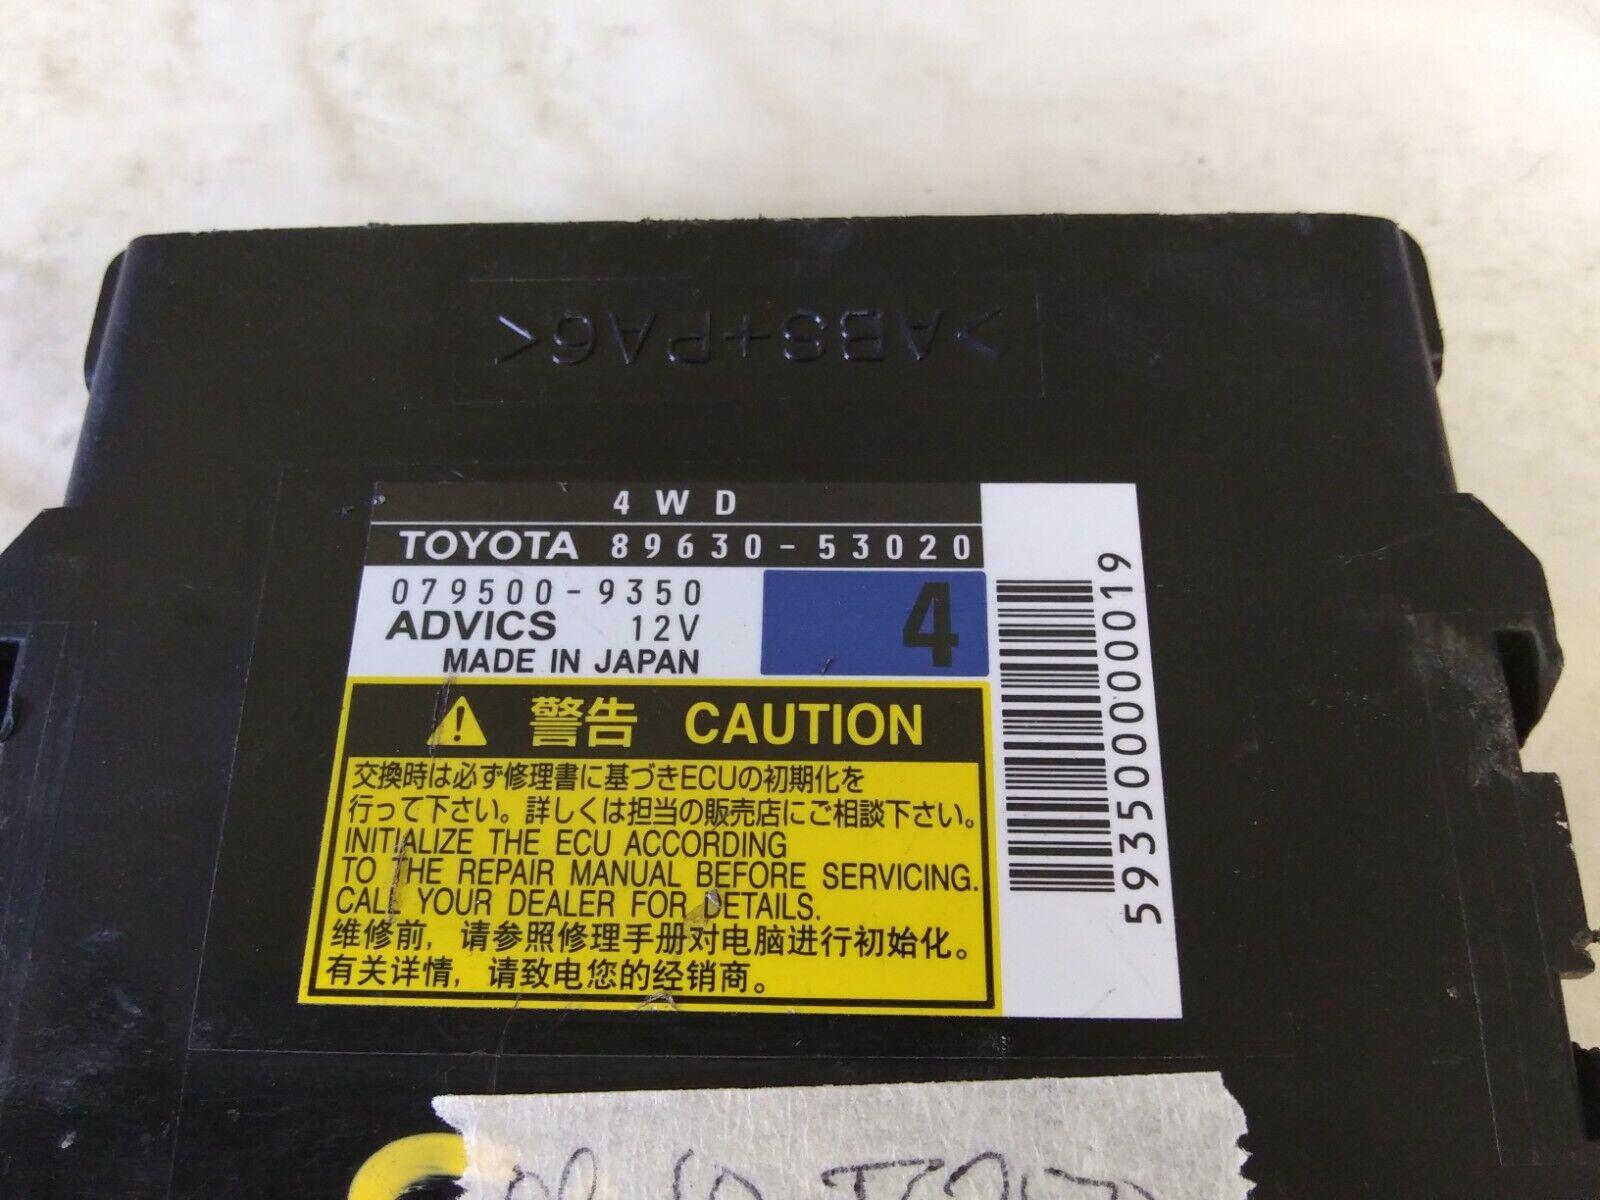 >ABS+PA6<
4WD
TOYOTA 89630-53020
079500-9350
4
ADVICS 12V
MADE IN JAPAN
警告 CAUTION
交換時は必ず修理書に基づきECUの初期化を
行って下さい。詳しくは担当の販売店にご相談下さい。
INITIALIZE THE ECU ACCORDING
TO THE REPAIR MANUAL BEFORE SERVICING.
CALL YOUR DEALER FOR DETAILS.
维修前，请参照修理手册对电脑进行初始化。
有关详情，请致电您的经销商。
593500000019